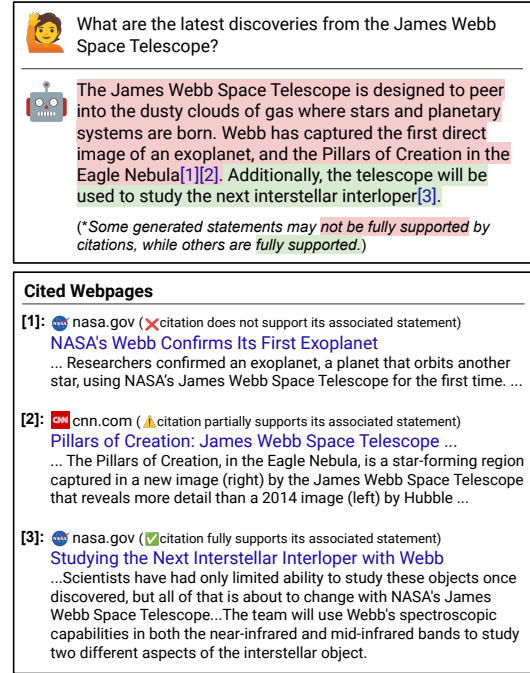 What are the latest discoveries from the James Webb
Space Telescope?
The James Webb Space Telescope is designed to peer
into the dusty clouds of gas where stars and planetary
systems are born. Webb has captured the first direct
image of an exoplanet, and the Pillars of Creation in the
Eagle Nebula[1][2]. Additionally, the telescope will be
used to study the next interstellar interloper[3].
(*Some generated statements may not be fully supported by
citations, while others are fully supported.)
Cited Webpages
[1]: NASA nasa.gov (❌citation does not support its associated statement)
NASA's Webb Confirms Its First Exoplanet
... Researchers confirmed an exoplanet, a planet that orbits another
star, using NASA's James Webb Space Telescope for the first time. ...
[2]: CNN cnn.com (⚠️citation partially supports its associated statement)
Pillars of Creation: James Webb Space Telescope ...
... The Pillars of Creation, in the Eagle Nebula, is a star-forming region
captured in a new image (right) by the James Webb Space Telescope
that reveals more detail than a 2014 image (left) by Hubble ...
[3]: NASA nasa.gov (✅citation fully supports its associated statement)
Studying the Next Interstellar Interloper with Webb
...Scientists have had only limited ability to study these objects once
discovered, but all of that is about to change with NASA's James
Webb Space Telescope...The team will use Webb's spectroscopic
capabilities in both the near-infrared and mid-infrared bands to study
two different aspects of the interstellar object.